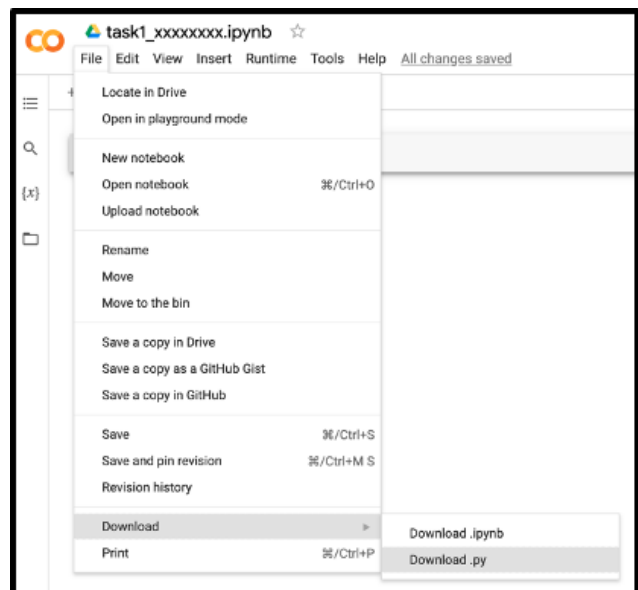 task1_xxxxxxxx.ipynb
File Edit View Insert Runtime Tools Help All changes saved
+
Locate in Drive
Open in playground mode
New notebook
Open notebook ⌘/Ctrl+O
{x}
Upload notebook
Rename
Move
Move to the bin
Save a copy in Drive
Save a copy as a GitHub Gist
Save a copy in GitHub
Save ⌘/Ctrl+S
Save and pin revision ⌘/Ctrl+M S
Revision history
Download
Download .ipynb
Print ⌘/Ctrl+P
Download .py